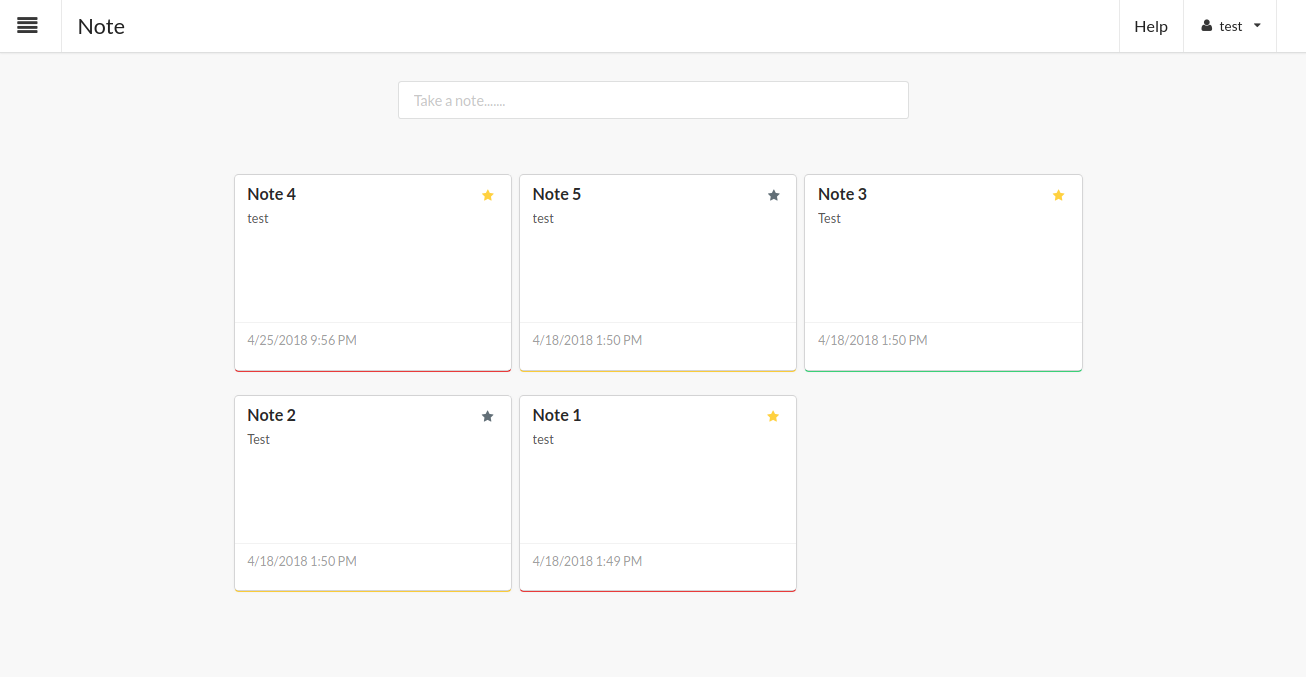 Note
Help
test
Take a note.......
Note 4
test
4/25/2018 9:56 PM
Note 5
test
4/18/2018 1:50 PM
Note 3
Test
4/18/2018 1:50 PM
Note 2
Test
4/18/2018 1:50 PM
Note 1
test
4/18/2018 1:49 PM